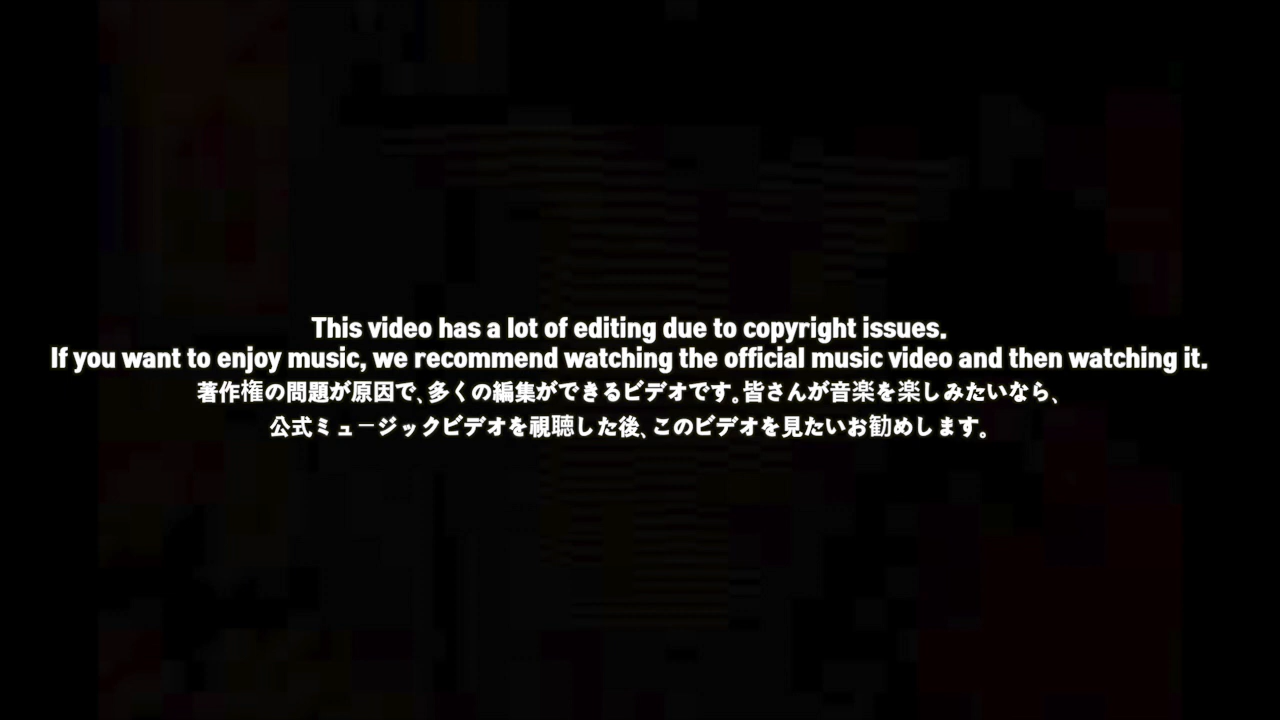 This video has a lot of editing due to copyright issues.
If you want to enjoy music, we recommend watching the official music video and then watching it.
著作権の問題が原因で、多くの編集ができるビデオです。皆さんが音楽を楽しみたいなら、
公式ミュージックビデオを視聴した後、このビデオを見たいお勧めします。